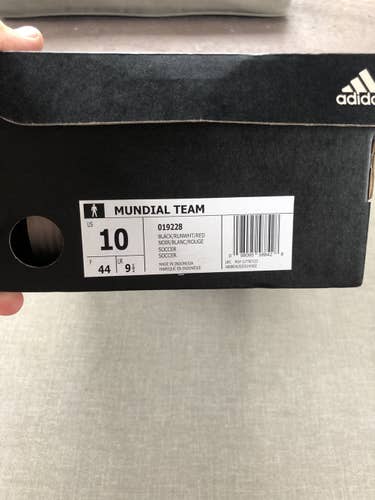 adidas
MUNDIAL TEAM
US
10
F
44
UK
9½
019228
BLACK/RUNWHT/RED
NOIR/BLANC/ROUGE
SOCCER
SOCCER
MADE IN INDONESIA
FABRIQUE EN INDONESIE